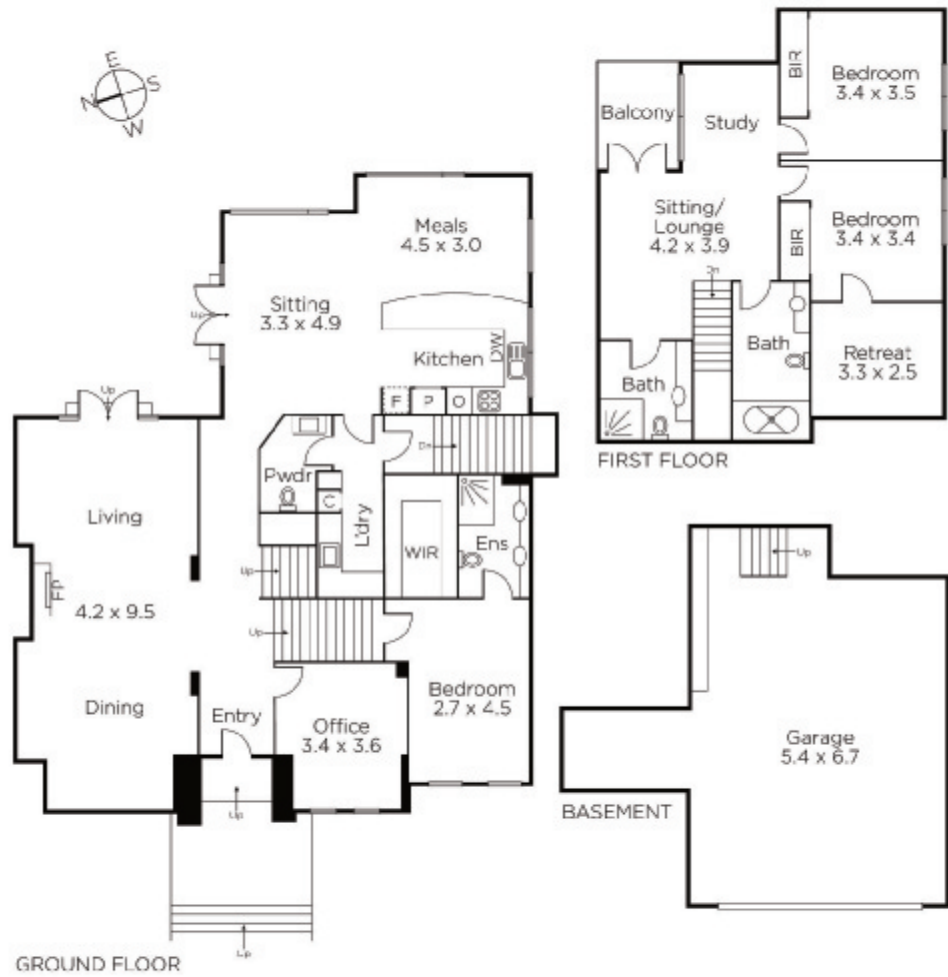 E
N S
W
Meals
4.5 x 3.0
Sitting
3.3 x 4.9
Up
Kitchen
DW
F P O
Up
Dn
Pwdr
C
L'dry
WIR
Ens
Living
FP
4.2 x 9.5
Up
Up
Dining
Entry
Office
3.4 x 3.6
Bedroom
2.7 x 4.5
Up
Up
GROUND FLOOR
Balcony
Study
BIR
Bedroom
3.4 x 3.5
Sitting/
Lounge
4.2 x 3.9
Dn
BIR
Bedroom
3.4 x 3.4
Bath
Bath
Retreat
3.3 x 2.5
FIRST FLOOR
Up
Garage
5.4 x 6.7
BASEMENT